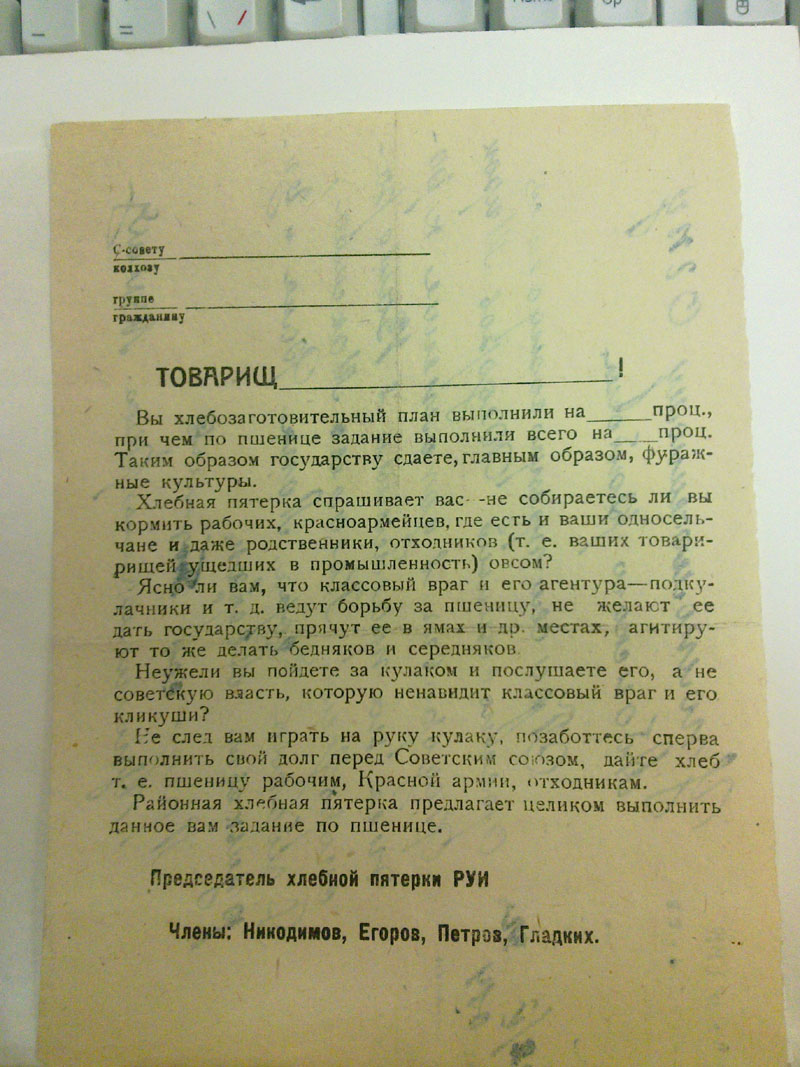 С-совету
колхозу
группе
гражданину
ТОВАРИЩ____________!
Вы хлебозаготовительный план выполнили на______проц.,
при чем по пшенице задание выполнили всего на____проц.
Таким образом государству сдаете, главным образом, фураж-
ные культуры.
Хлебная пятерка спрашивает вас- -не собираетесь ли вы
кормить рабочих, красноармейцев, где есть и ваши односель-
чане и даже родственники, отходников (т. е. ваших товари-
рищей ушедших в промышленность) овсом?
Ясно ли вам, что классовый враг и его агентура—подку-
лачники и т. д. ведут борьбу за пшеницу, не желают ее
дать государству, прячут ее в ямах и др. местах, агитиру-
ют то же делать бедняков и середняков.
Неужели вы пойдете за кулаком и послушаете его, а не
советскую власть, которую ненавидит классовый враг и его
кликуши?
Не след вам играть на руку кулаку, позаботтесь сперва
выполнить свой долг перед Советским союзом, дайте хлеб
т. е. пшеницу рабочим, Красной армии, отходникам.
Районная хлебная пятерка предлагает целиком выполнить
данное вам задание по пшенице.
Председатель хлебной пятерки РУИ
Члены: Никодимов, Егоров, Петров, Гладких.